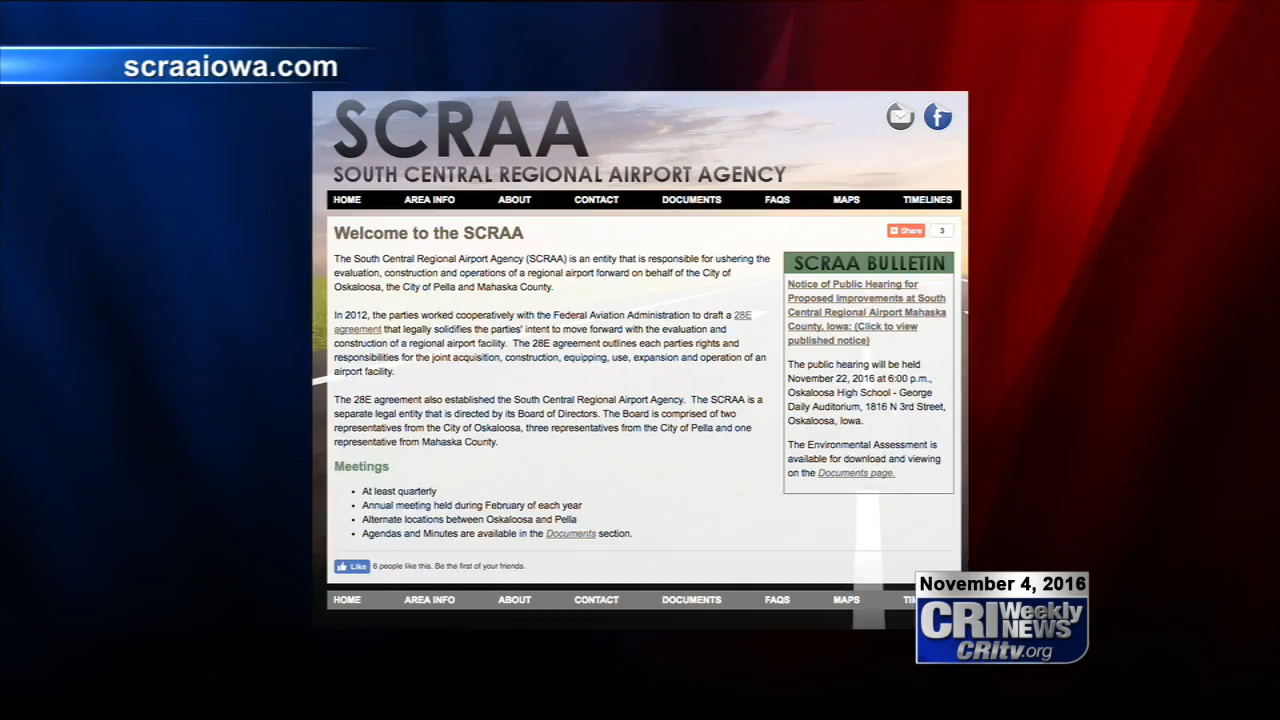 scraaiowa.com
SCRAA
SOUTH CENTRAL REGIONAL AIRPORT AGENCY
HOME AREA INFO ABOUT CONTACT DOCUMENTS FAQS MAPS TIMELINES
Welcome to the SCRAA
Share 3
The South Central Regional Airport Agency (SCRAA) is an entity that is responsible for ushering the
evaluation, construction and operations of a regional airport forward on behalf of the City of
Oskaloosa, the City of Pella and Mahaska County.
In 2012, the parties worked cooperatively with the Federal Aviation Administration to draft a 28E
agreement that legally solidifies the parties' intent to move forward with the evaluation and
construction of a regional airport facility. The 28E agreement outlines each parties rights and
responsibilities for the joint acquisition, construction, equipping, use, expansion and operation of an
airport facility.
The 28E agreement also established the South Central Regional Airport Agency. The SCRAA is a
separate legal entity that is directed by its Board of Directors. The Board is comprised of two
representatives from the City of Oskaloosa, three representatives from the City of Pella and one
representative from Mahaska County.
Meetings
• At least quarterly
• Annual meeting held during February of each year
• Alternate locations between Oskaloosa and Pella
• Agendas and Minutes are available in the Documents section.
Like 6 people like this. Be the first of your friends.
SCRAA BULLETIN
Notice of Public Hearing for
Proposed Improvements at South
Central Regional Airport Mahaska
County, Iowa: (Click to view
published notice)
The public hearing will be held
November 22, 2016 at 6:00 p.m.,
Oskaloosa High School - George
Daily Auditorium, 1816 N 3rd Street,
Oskaloosa, Iowa.
The Environmental Assessment is
available for download and viewing
on the Documents page.
HOME AREA INFO ABOUT CONTACT DOCUMENTS FAQS MAPS
November 4, 2016
CRI Weekly
NEWS
CRItv.org